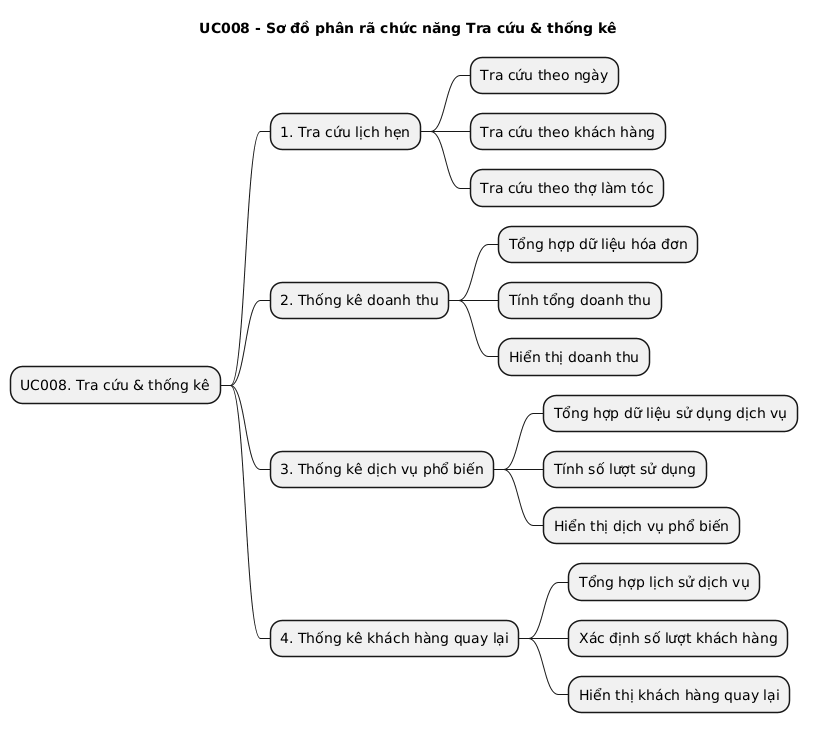 UC008 - Sơ đồ phân rã chức năng Tra cứu & thống kê
UC008. Tra cứu & thống kê
1. Tra cứu lịch hẹn
Tra cứu theo ngày
Tra cứu theo khách hàng
Tra cứu theo thợ làm tóc
2. Thống kê doanh thu
Tổng hợp dữ liệu hóa đơn
Tính tổng doanh thu
Hiển thị doanh thu
3. Thống kê dịch vụ phổ biến
Tổng hợp dữ liệu sử dụng dịch vụ
Tính số lượt sử dụng
Hiển thị dịch vụ phổ biến
4. Thống kê khách hàng quay lại
Tổng hợp lịch sử dịch vụ
Xác định số lượt khách hàng
Hiển thị khách hàng quay lại